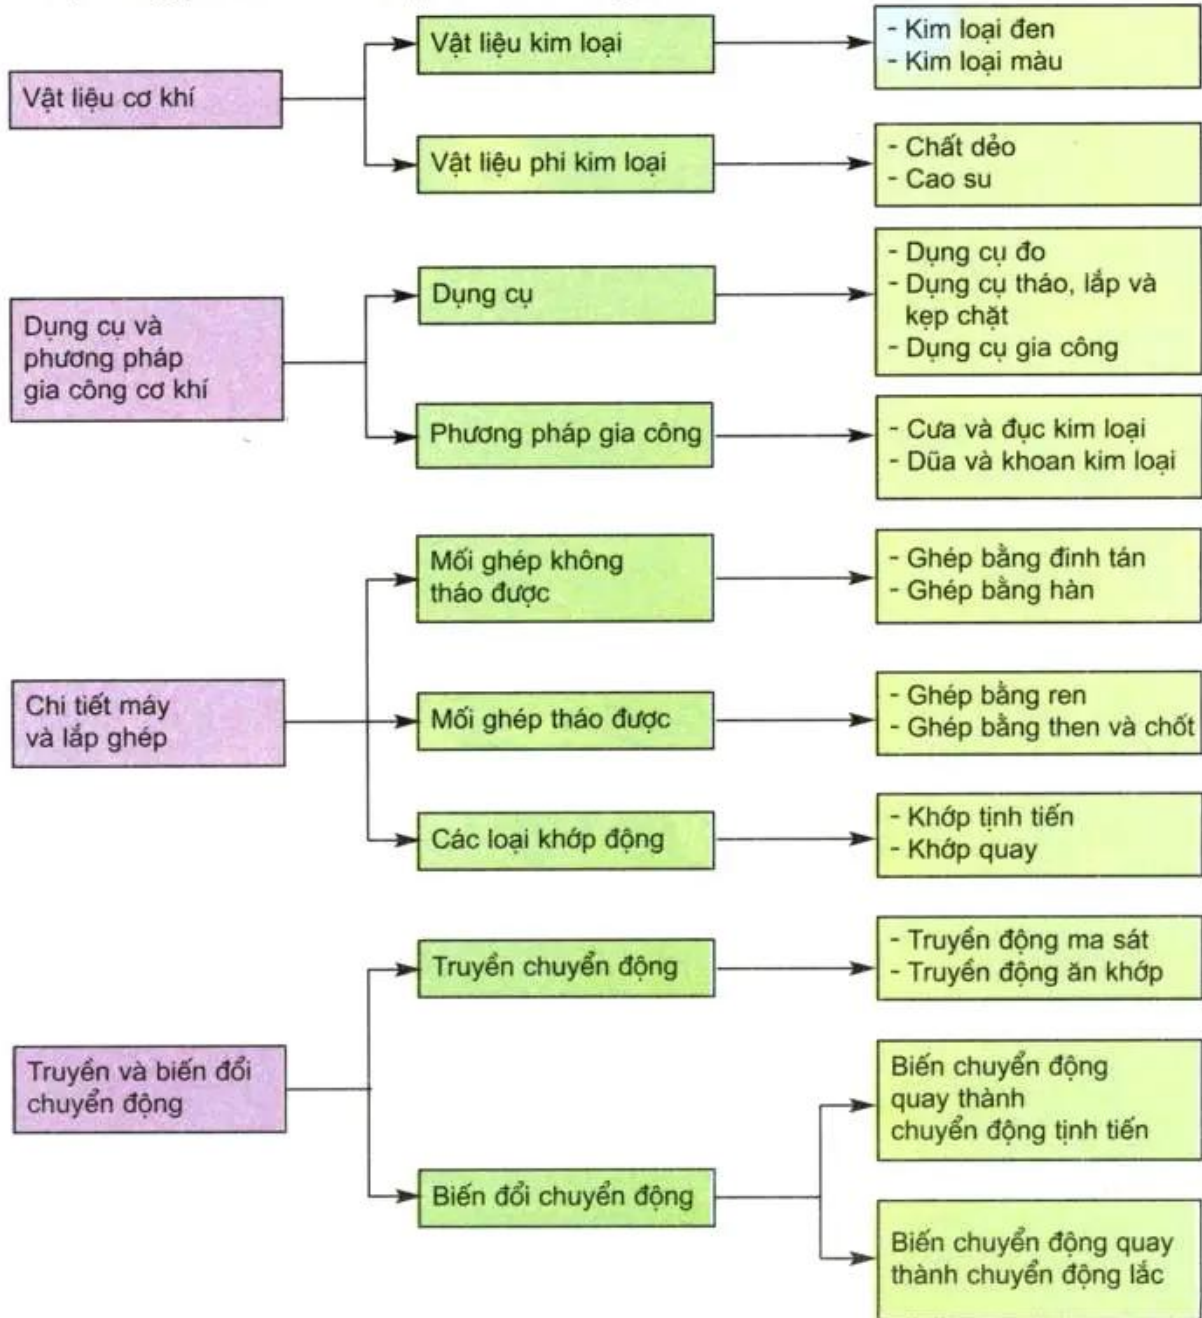 Vật liệu cơ khí
Vật liệu kim loại
- Kim loại đen
- Kim loại màu
Vật liệu phi kim loại
- Chất dẻo
- Cao su
Dụng cụ và
phương pháp
gia công cơ khí
Dụng cụ
- Dụng cụ đo
- Dụng cụ tháo, lắp và
kẹp chặt
- Dụng cụ gia công
Phương pháp gia công
- Cưa và đục kim loại
- Dũa và khoan kim loại
Chi tiết máy
và lắp ghép
Mối ghép không
tháo được
- Ghép bằng đinh tán
- Ghép bằng hàn
Mối ghép tháo được
- Ghép bằng ren
- Ghép bằng then và chốt
Các loại khớp động
- Khớp tịnh tiến
- Khớp quay
Truyền và biến đổi
chuyển động
Truyền chuyển động
- Truyền động ma sát
- Truyền động ăn khớp
Biến đổi chuyển động
Biến chuyển động
quay thành
chuyển động tịnh tiến
Biến chuyển động quay
thành chuyển động lắc